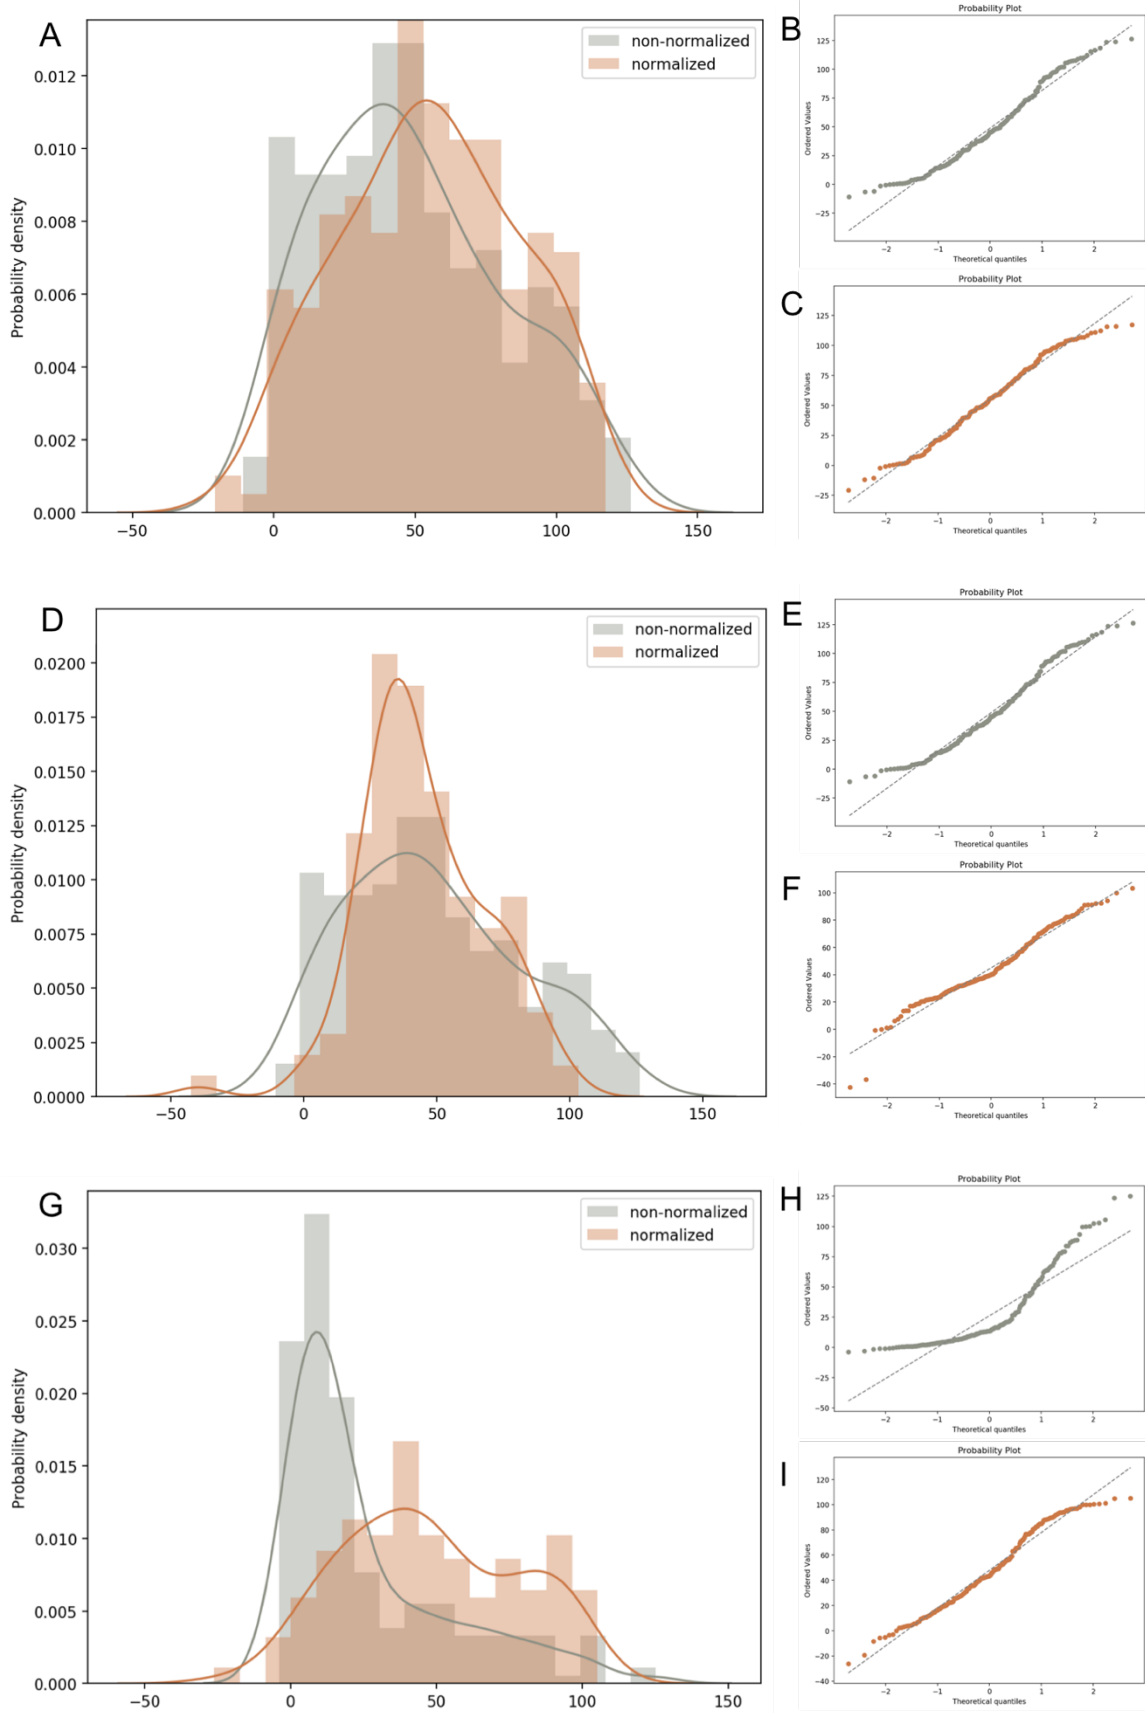 A
non-normalized
normalized
Probability density
0.012
0.010
0.008
0.006
0.004
0.002
0.000
−50 0 50 100 150
B
Probability Plot
Ordered Values
125
100
75
50
25
0
−25
−2 −1 0 1 2
Theoretical quantiles
C
Probability Plot
Ordered Values
125
100
75
50
25
0
−25
−2 −1 0 1 2
Theoretical quantiles
D
non-normalized
normalized
Probability density
0.0200
0.0175
0.0150
0.0125
0.0100
0.0075
0.0050
0.0025
0.0000
−50 0 50 100 150
E
Probability Plot
Ordered Values
125
100
75
50
25
0
−25
−2 −1 0 1 2
Theoretical quantiles
F
Probability Plot
Ordered Values
100
80
60
40
20
0
−20
−40
−2 −1 0 1 2
Theoretical quantiles
G
non-normalized
normalized
Probability density
0.030
0.025
0.020
0.015
0.010
0.005
0.000
−50 0 50 100 150
H
Probability Plot
Ordered Values
125
100
75
50
25
0
−25
−50
−2 −1 0 1 2
Theoretical quantiles
I
Probability Plot
Ordered Values
120
100
80
60
40
20
0
−20
−40
−2 −1 0 1 2
Theoretical quantiles